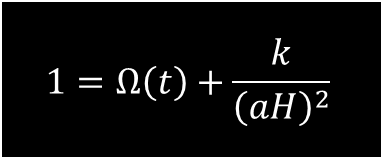 1 = Ω(t) + k/(aH)²